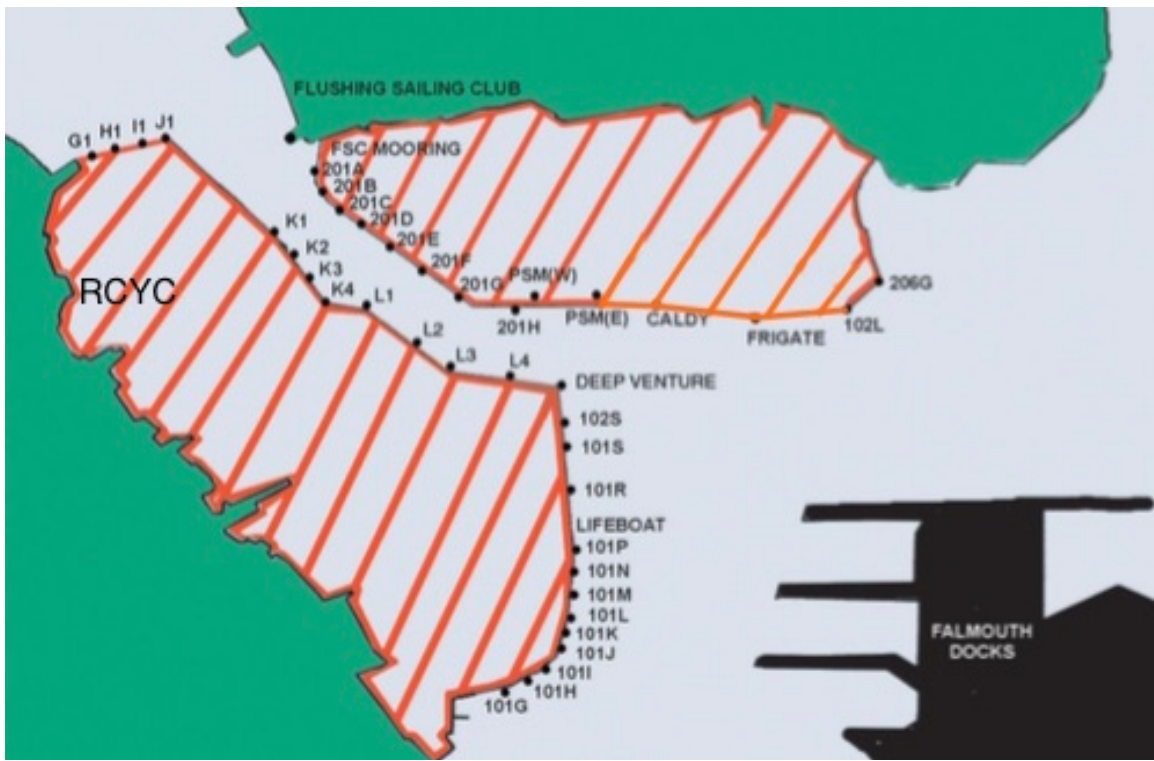 FLUSHING SAILING CLUB
G1
H1
I1
J1
FSC MOORING
201A
201B
201C
201D
201E
201F
201G
201H
PSM(W)
PSM(E)
CALDY
FRIGATE
102L
206G
K1
K2
K3
K4
RCYC
L1
L2
L3
L4
DEEP VENTURE
102S
101S
101R
LIFEBOAT
101P
101N
101M
101L
101K
101J
101I
101H
101G
FALMOUTH
DOCKS